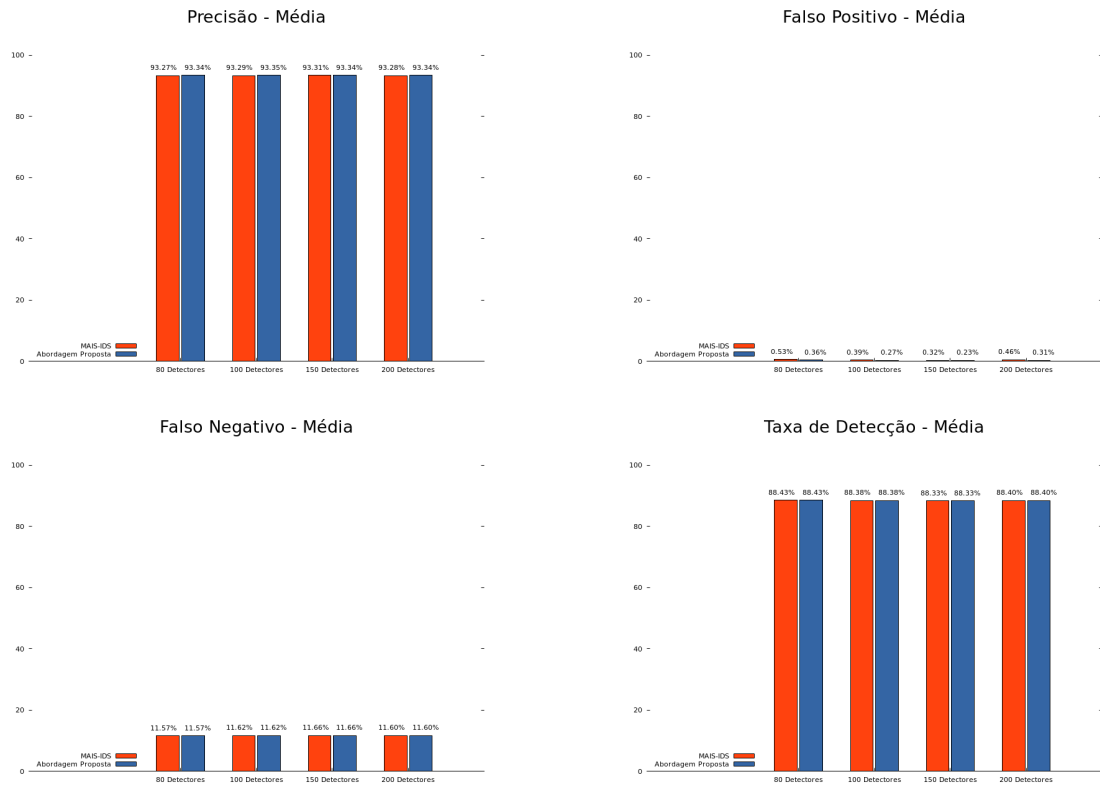 Precisão - Média
100
93.27% 93.34% 93.29% 93.35% 93.31% 93.34% 93.28% 93.34%
80
60
40
20
MAIS-IDS
Abordagem Proposta
0
80 Detectores 100 Detectores 150 Detectores 200 Detectores
Falso Positivo - Média
100
80
60
40
20
MAIS-IDS
Abordagem Proposta
0.53% 0.36% 0.39% 0.27% 0.32% 0.23% 0.46% 0.31%
0
80 Detectores 100 Detectores 150 Detectores 200 Detectores
Falso Negativo - Média
100
80
60
40
20
11.57% 11.57% 11.62% 11.62% 11.66% 11.66% 11.60% 11.60%
MAIS-IDS
Abordagem Proposta
0
80 Detectores 100 Detectores 150 Detectores 200 Detectores
Taxa de Detecção - Média
100
88.43% 88.43% 88.38% 88.38% 88.33% 88.33% 88.40% 88.40%
80
60
40
20
MAIS-IDS
Abordagem Proposta
0
80 Detectores 100 Detectores 150 Detectores 200 Detectores